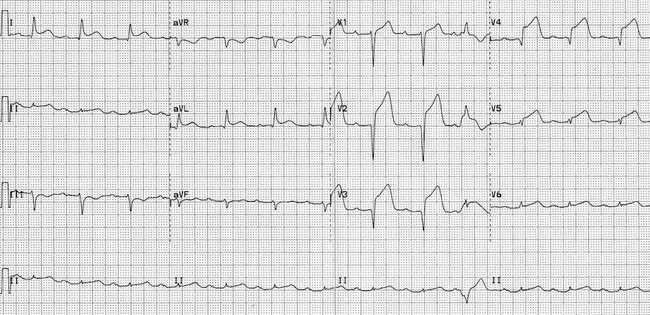 I aVR V1 V4
II aVL V2 V5
III aVF V3 V6
II II II II